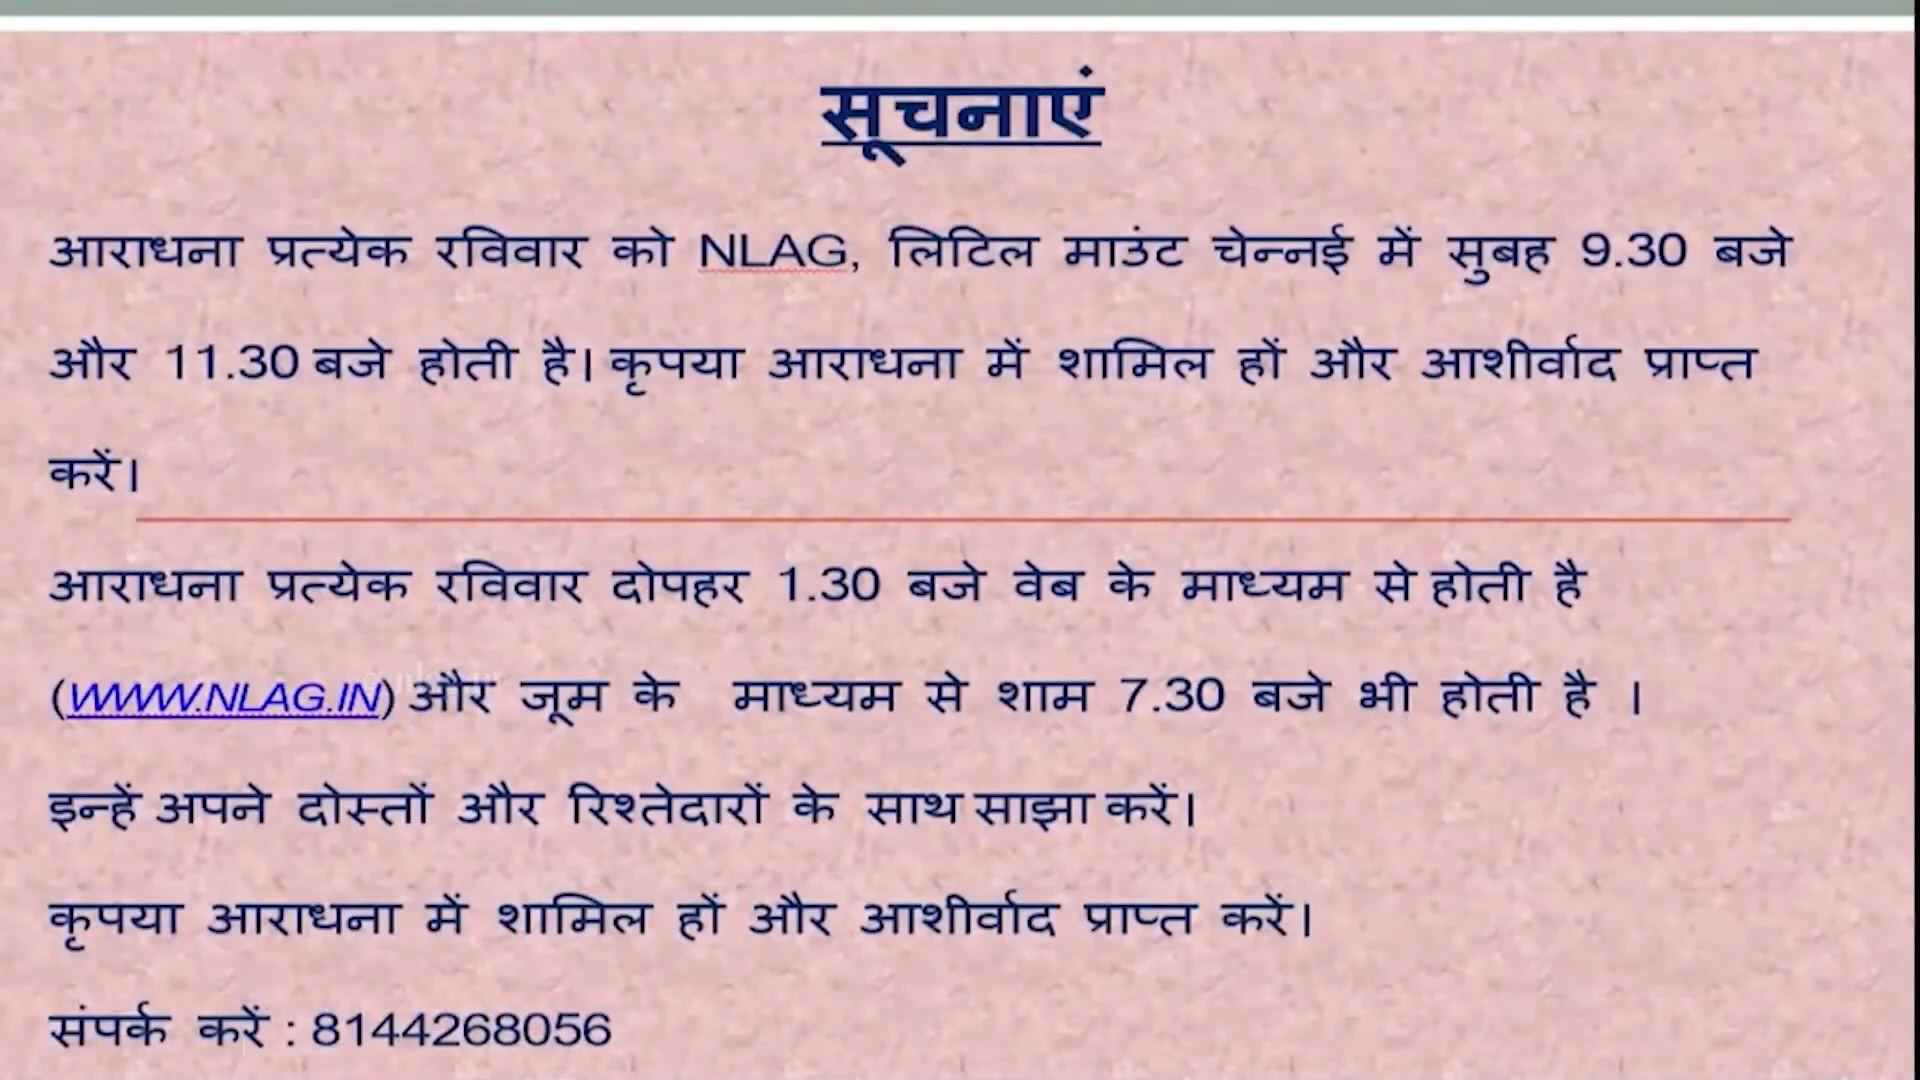 सूचनाएं
आराधना प्रत्येक रविवार को NLAG, लिटिल माउंट चेन्नई में सुबह 9.30 बजे
और 11.30 बजे होती है। कृपया आराधना में शामिल हों और आशीर्वाद प्राप्त
करें।
आराधना प्रत्येक रविवार दोपहर 1.30 बजे वेब के माध्यम से होती है
(WWW.NLAG.IN) और जूम के माध्यम से शाम 7.30 बजे भी होती है ।
इन्हें अपने दोस्तों और रिश्तेदारों के साथ साझा करें।
कृपया आराधना में शामिल हों और आशीर्वाद प्राप्त करें।
संपर्क करें : 8144268056